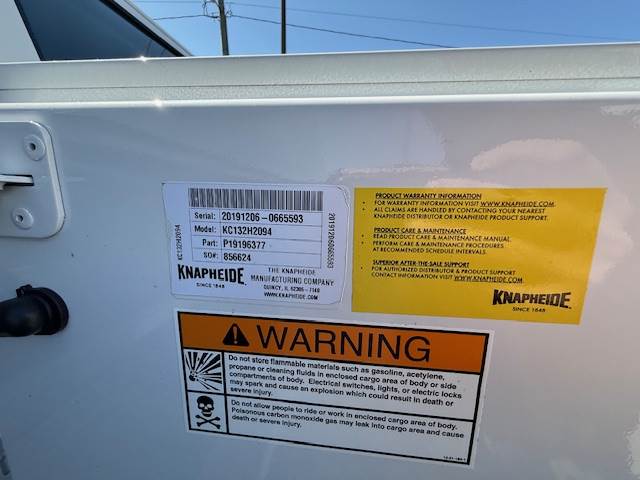 KC132H2094
Serial: 20191206-0665593
Model: KC132H2094
Part: P19196377
SO#: 856624
201912060665593
KNAPHEIDE
SINCE 1848
THE KNAPHEIDE
MANUFACTURING COMPANY
QUINCY, IL 62305 - 7140
WWW.KNAPHEIDE.COM
PRODUCT WARRANTY INFORMATION
• FOR WARRANTY INFORMATION VISIT WWW.KNAPHEIDE.COM
• ALL CLAIMS ARE HANDLED BY CONTACTING YOUR NEAREST
KNAPHEIDE DISTRIBUTOR OR KNAPHEIDE PRODUCT SUPPORT.
PRODUCT CARE & MAINTENANCE
• READ PRODUCT CARE & MAINTENANCE MANUAL.
• PERFORM CARE & MAINTENANCE PROCEDURES
AT RECOMMENDED SCHEDULE INTERVALS.
SUPERIOR AFTER-THE-SALE SUPPORT
• FOR AUTHORIZED DISTRIBUTOR & PRODUCT SUPPORT
CONTACT INFORMATION VISIT WWW.KNAPHEIDE.COM
KNAPHEIDE
SINCE 1848
WARNING
Do not store flammable materials such as gasoline, acetylene,
propane or cleaning fluids in enclosed cargo area of body or side
compartments of body. Electrical switches, lights, or electric locks
may spark and cause an explosion which could result in death or
severe injury.
Do not allow people to ride or work in enclosed cargo area of body.
Poisonous carbon monoxide gas may leak into cargo area and cause
death or severe injury.